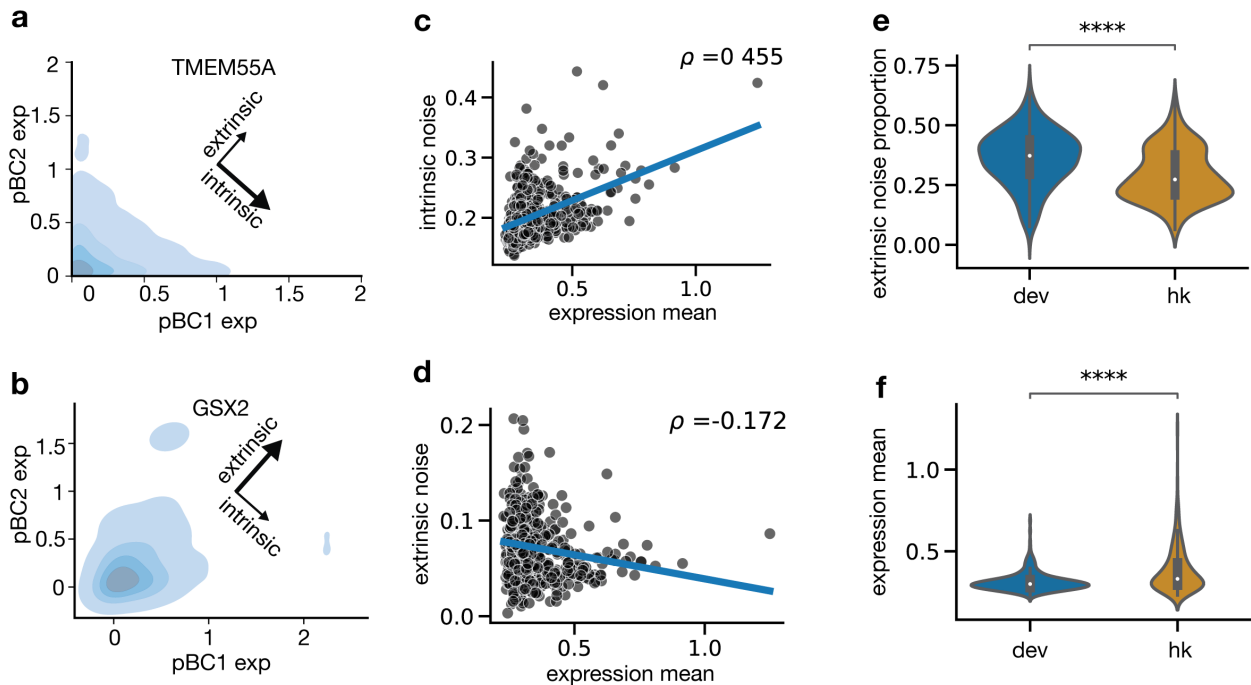 a
TMEM55A
2
1.5
1
0.5
0
pBC2 exp
extrinsic
intrinsic
0
0.5
1
1.5
2
pBC1 exp
b
GSX2
1.5
1
0.5
0
pBC2 exp
extrinsic
intrinsic
0
1
2
pBC1 exp
c
ρ =0 455
0.4
0.3
0.2
intrinsic noise
0.5
1.0
expression mean
d
ρ =-0.172
0.2
0.1
0.0
extrinsic noise
0.5
1.0
expression mean
e
****
0.75
0.50
0.25
0.00
extrinsic noise proportion
dev
hk
f
****
1.0
0.5
expression mean
dev
hk